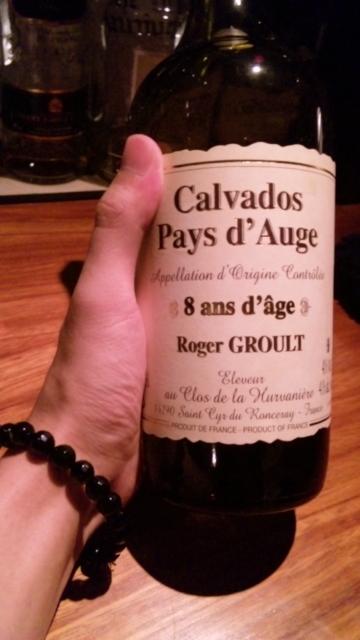 Calvados
Pays d'Auge
Appellation d'Origine Contrôlée
8 ans d'âge
Roger GROULT
Eleveur
au Clos de la Hurvanière
14290 Saint Cyr du Ronceray - France
PRODUIT DE FRANCE - PRODUCT OF FRANCE